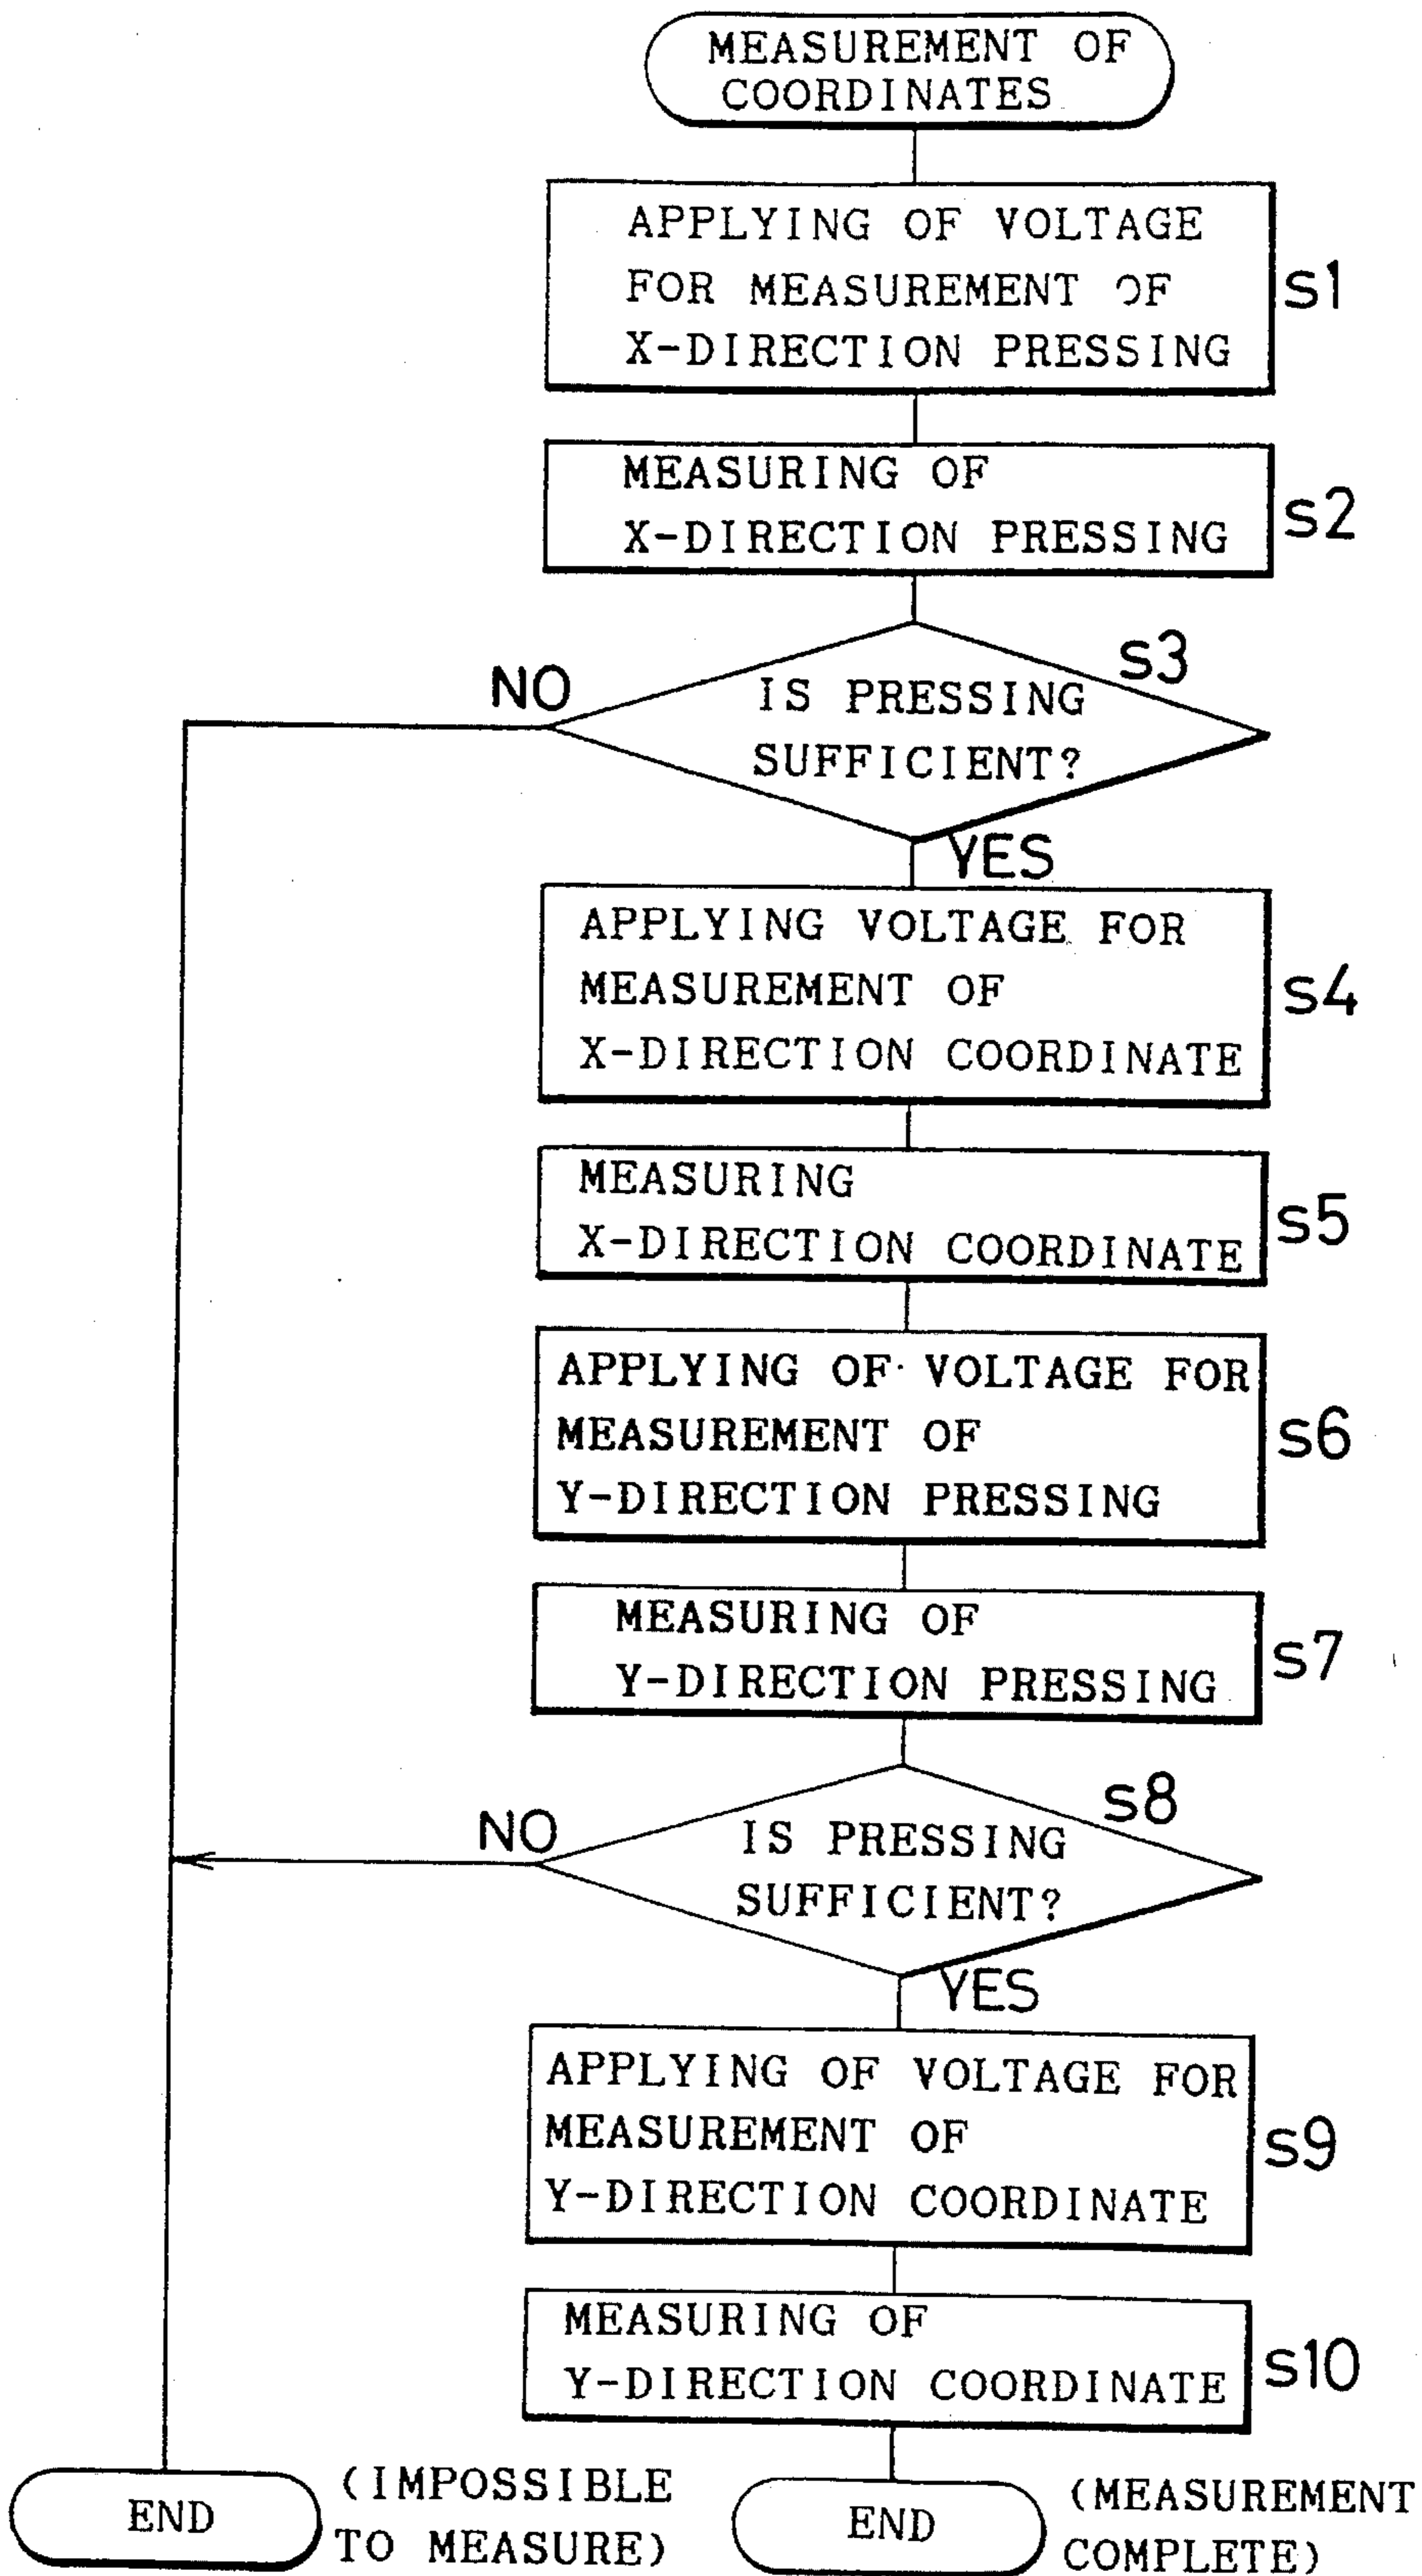 MEASUREMENT OF
COORDINATES
APPLYING OF VOLTAGE
FOR MEASUREMENT OF
X-DIRECTION PRESSING
s1
MEASURING OF
X-DIRECTION PRESSING
s2
s3
NO
IS PRESSING
SUFFICIENT?
YES
APPLYING VOLTAGE FOR
MEASUREMENT OF
X-DIRECTION COORDINATE
s4
MEASURING
X-DIRECTION COORDINATE
s5
APPLYING OF VOLTAGE FOR
MEASUREMENT OF
Y-DIRECTION PRESSING
s6
MEASURING OF
Y-DIRECTION PRESSING
s7
s8
NO
IS PRESSING
SUFFICIENT?
YES
APPLYING OF VOLTAGE FOR
MEASUREMENT OF
Y-DIRECTION COORDINATE
s9
MEASURING OF
Y-DIRECTION COORDINATE
s10
END
(IMPOSSIBLE
TO MEASURE)
END
(MEASUREMENT
COMPLETE)